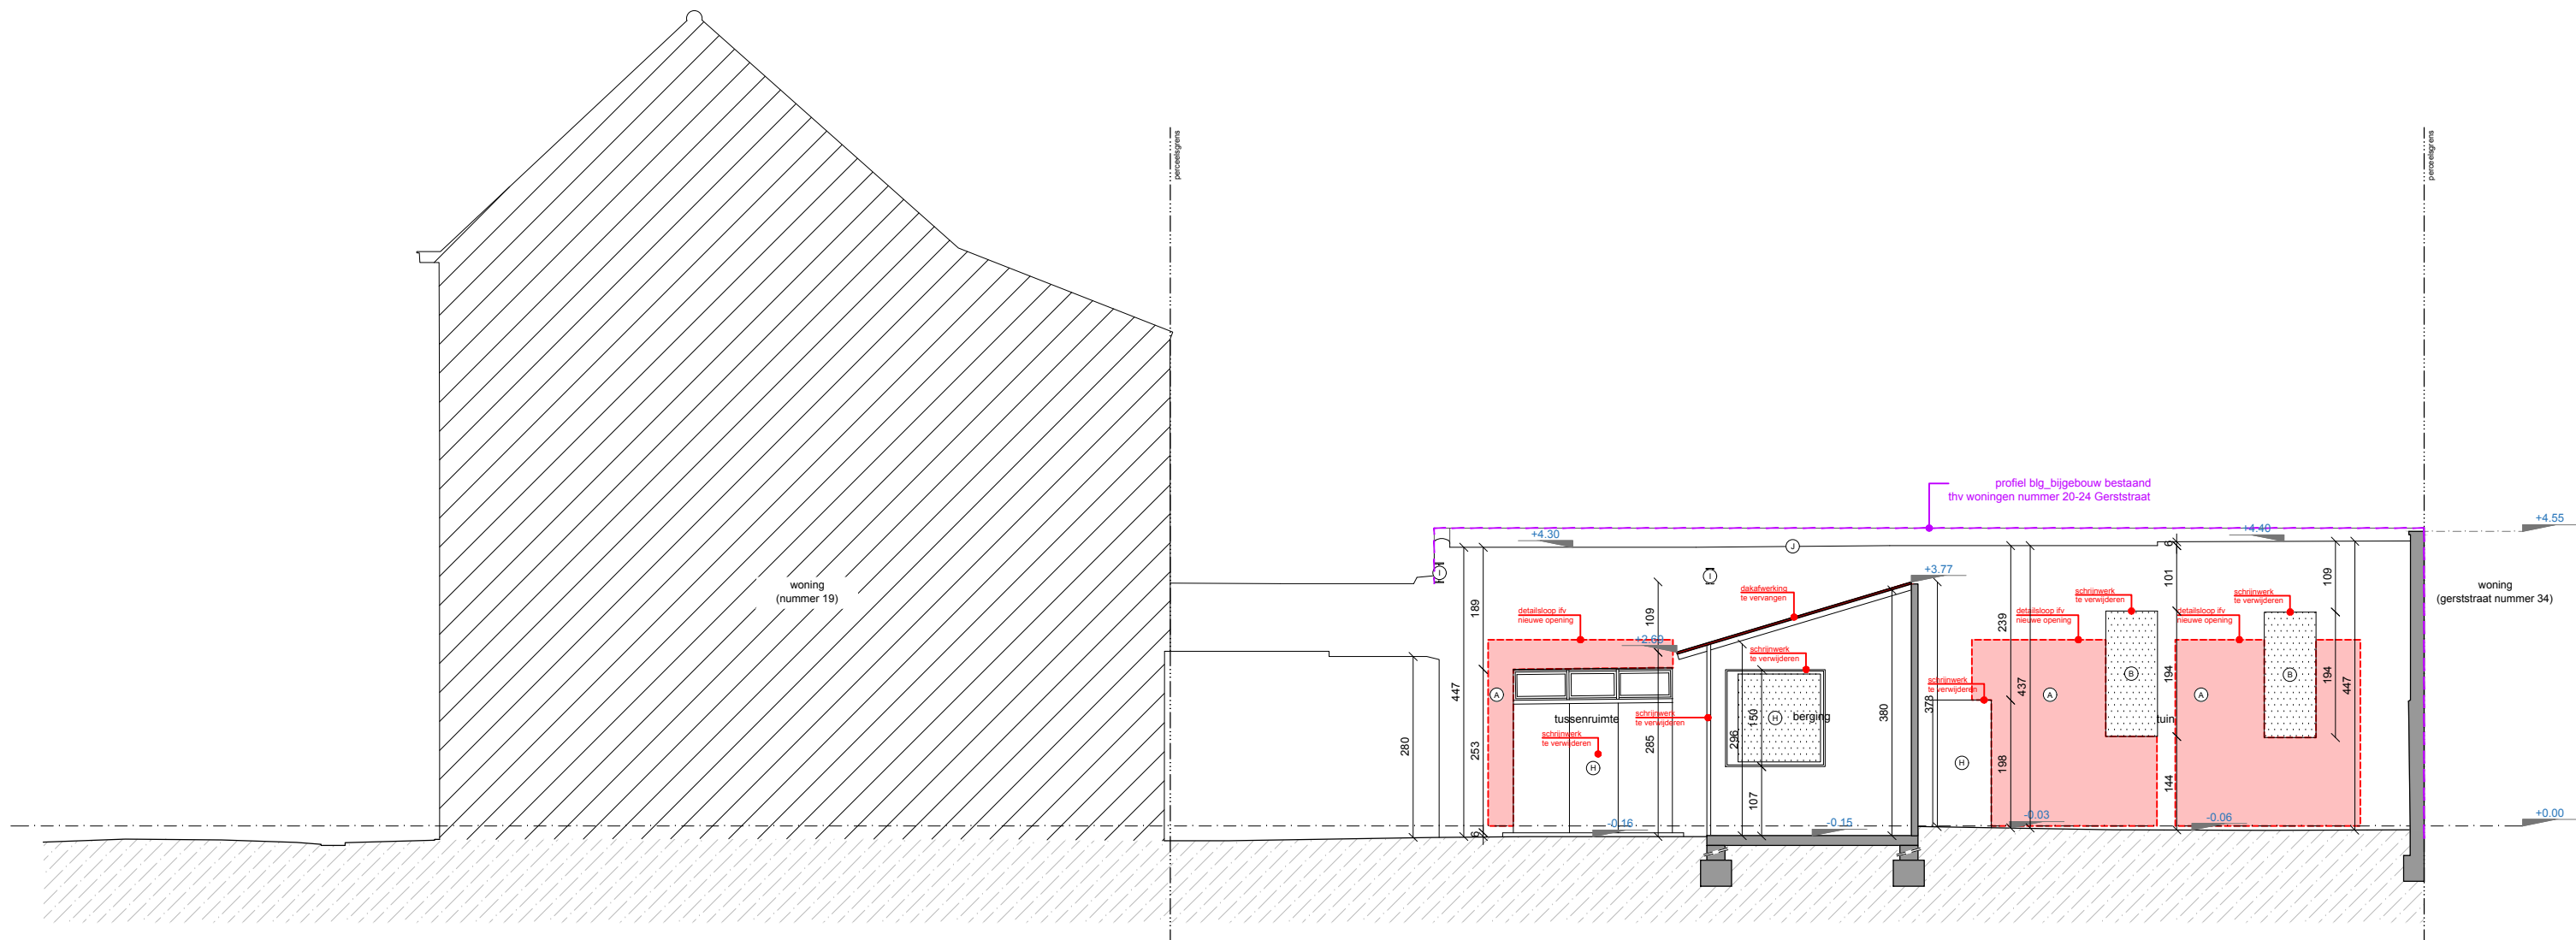 perceelsgrens
perceelsgrens
profiel blg_bijgebouw bestaand
thv woningen nummer 20-24 Gerststraat
+4.55
+4.30
+4.40
J
I
I
+3.77
woning
(nummer 19)
woning
(gerststraat nummer 34)
dakafwerking
te vervangen
detailsloop ifv
nieuwe opening
schrijnwerk
te verwijderen
schrijnwerk
te verwijderen
detailsloop ifv
nieuwe opening
detailsloop ifv
nieuwe opening
+2.69
schrijnwerk
te verwijderen
schrijnwerk
te verwijderen
schrijnwerk
te verwijderen
schrijnwerk
te verwijderen
A
A
A
B
B
H
H
H
tussenruimte
berging
tuin
280
447
189
253
6
109
285
296
150
107
380
378
239
198
437
6
101
194
144
109
194
447
-0.16
-0.15
-0.03
-0.06
+0.00